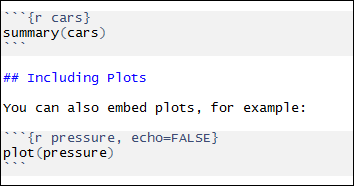 ```{r cars}
summary(cars)
```
## Including Plots
You can also embed plots, for example:
```{r pressure, echo=FALSE}
plot(pressure)
```